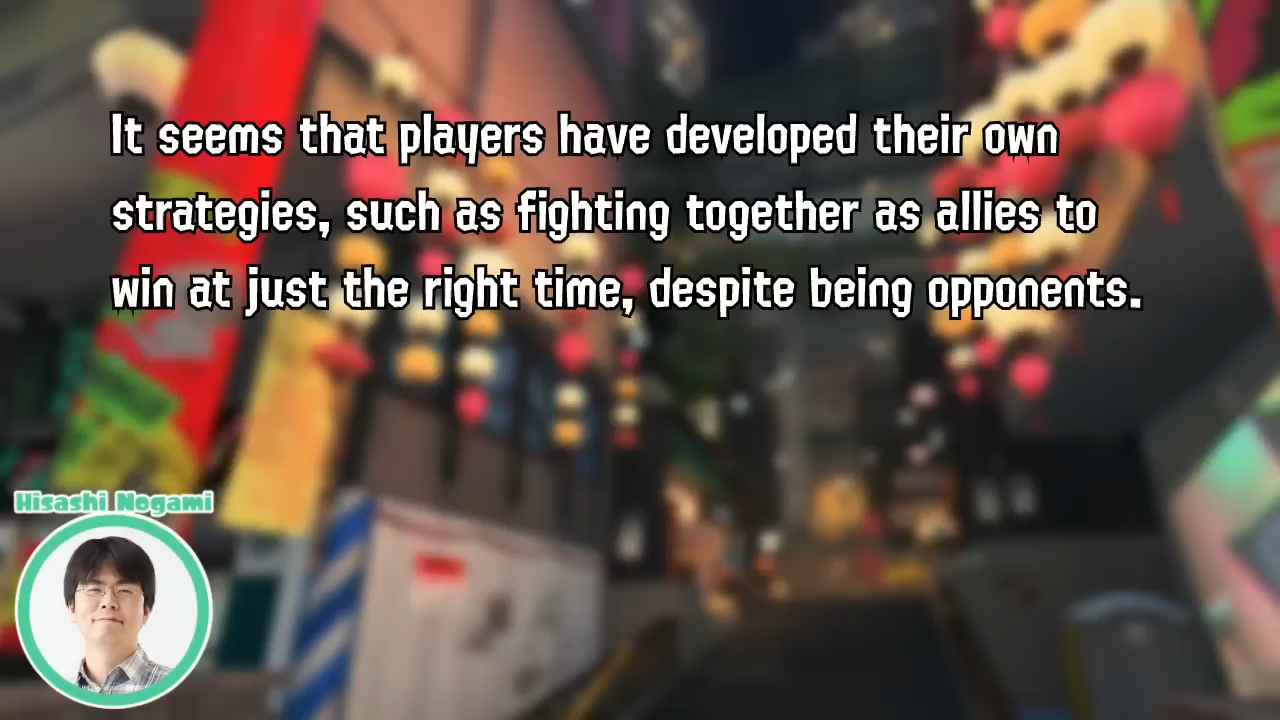 It seems that players have developed their own
strategies, such as fighting together as allies to
win at just the right time, despite being opponents.
Hisashi Nogami